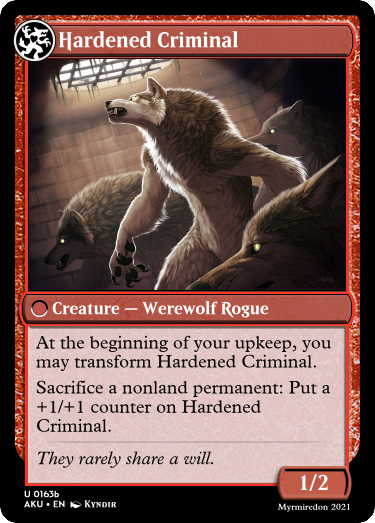 Hardened Criminal
Creature — Werewolf Rogue
At the beginning of your upkeep, you
may transform Hardened Criminal.
Sacrifice a nonland permanent: Put a
+1/+1 counter on Hardened
Criminal.
They rarely share a will.
1/2
U 0163b
AKU • EN Kyndir
Myrmiredon 2021